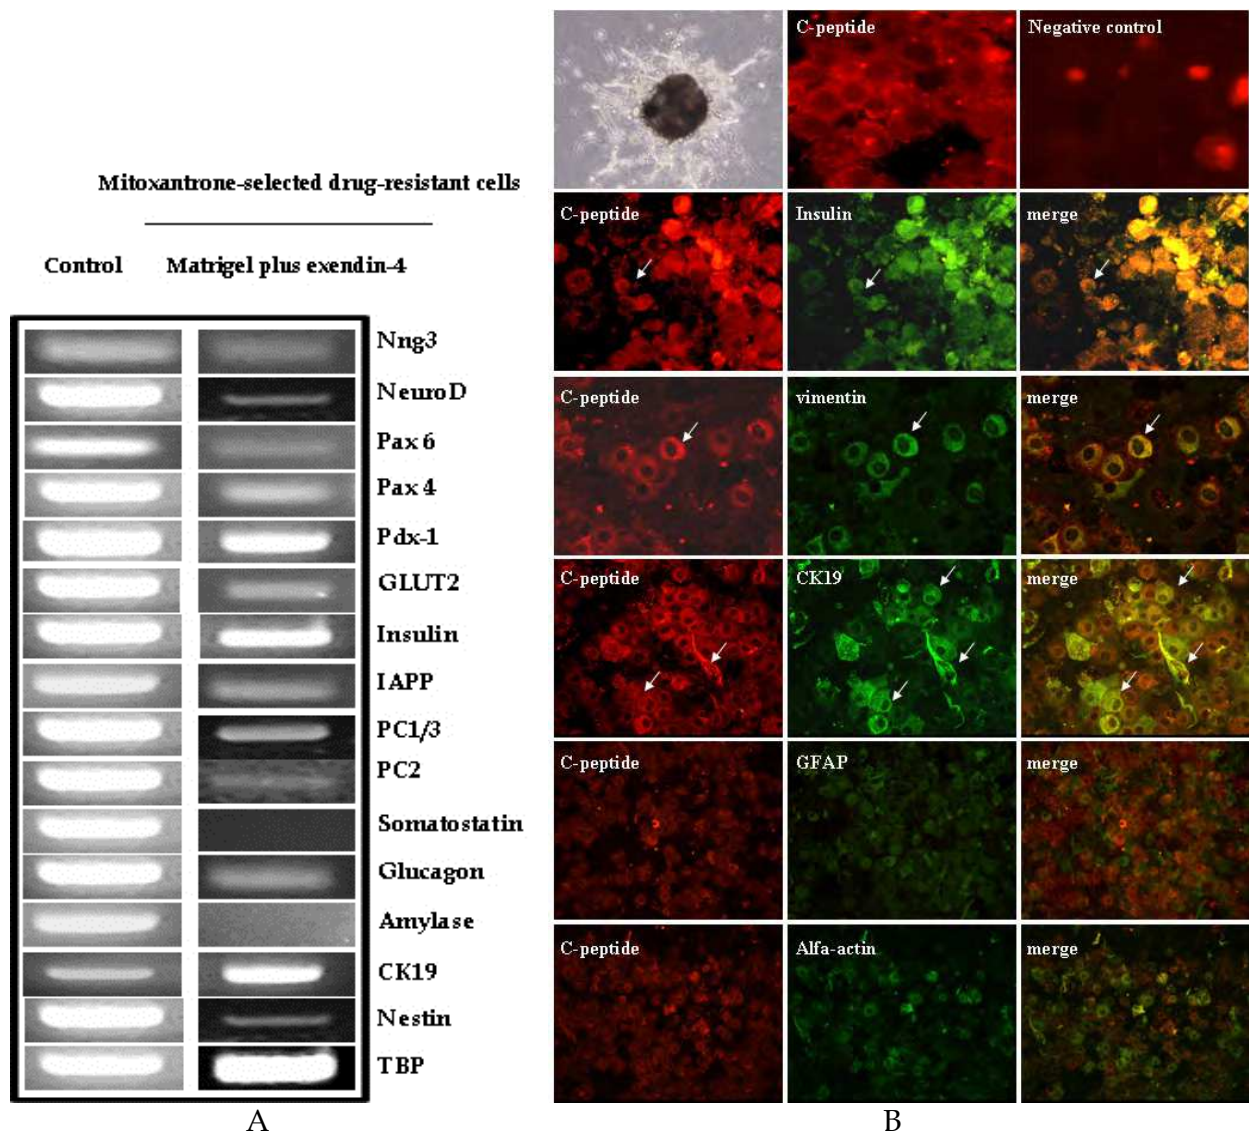 Mitoxantrone-selected drug-resistant cells
Control Matrigel plus exendin-4
Nng3
NeuroD
Pax 6
Pax 4
Pdx-1
GLUT2
Insulin
IAPP
PC1/3
PC2
Somatostatin
Glucagon
Amylase
CK19
Nestin
TBP
A
C-peptide Negative control
C-peptide Insulin merge
C-peptide vimentin merge
C-peptide CK19 merge
C-peptide GFAP merge
C-peptide Alfa-actin merge
B